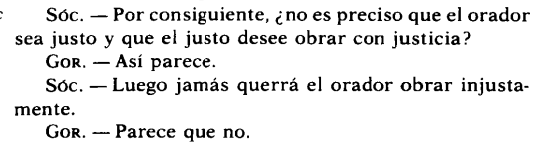 Sóc. — Por consiguiente, ¿no es preciso que el orador
sea justo y que el justo desee obrar con justicia?
Gor. — Así parece.
Sóc. — Luego jamás querrá el orador obrar injusta-
mente.
Gor. — Parece que no.